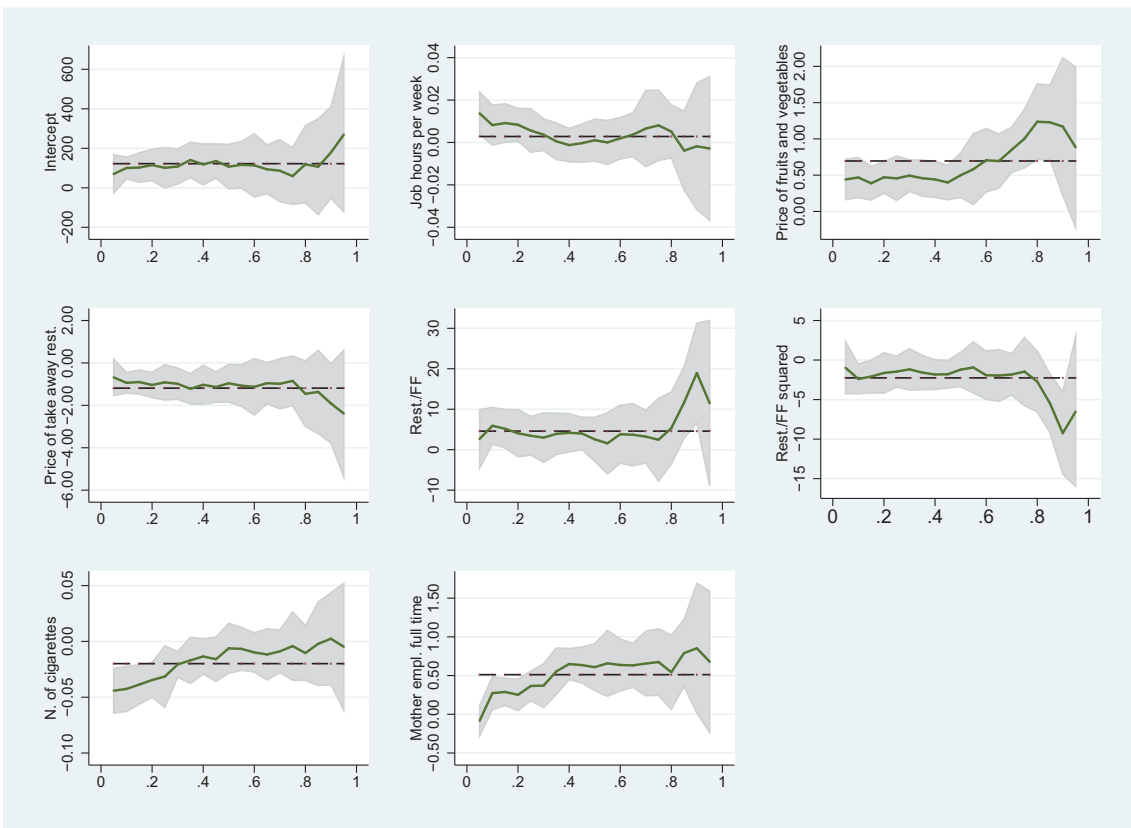 Intercept
600
400
200
0
−200
0 .2 .4 .6 .8 1
Job hours per week
0.04
0.02
0.00
−0.02
−0.04
0 .2 .4 .6 .8 1
Price of fruits and vegetables
2.00
1.50
1.00
0.50
0.00
0 .2 .4 .6 .8 1
Price of take away rest.
2.00
0.00
−2.00
−4.00
−6.00
0 .2 .4 .6 .8 1
Rest./FF
30
20
10
0
−10
0 .2 .4 .6 .8 1
Rest./FF squared
5
0
−5
−10
−15
0 .2 .4 .6 .8 1
N. of cigarettes
0.05
0.00
−0.05
−0.10
0 .2 .4 .6 .8 1
Mother empl. full time
1.50
1.00
0.50
0.00
−0.50
0 .2 .4 .6 .8 1